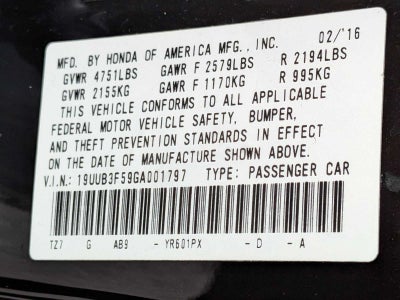 MFD. BY HONDA OF AMERICA MFG., INC. 02/'16
GVWR 4751LBS GAWR F 2579LBS R 2194LBS
GVWR 2155KG GAWR F 1170KG R 995KG
THIS VEHICLE CONFORMS TO ALL APPLICABLE
FEDERAL MOTOR VEHICLE SAFETY, BUMPER,
AND THEFT PREVENTION STANDARDS IN EFFECT
ON THE DATE OF MANUFACTURE SHOWN ABOVE.
V.I.N.: 19UUB3F59GA001797 TYPE: PASSENGER CAR
TZ7 G AB9 - YR601PX - D - A